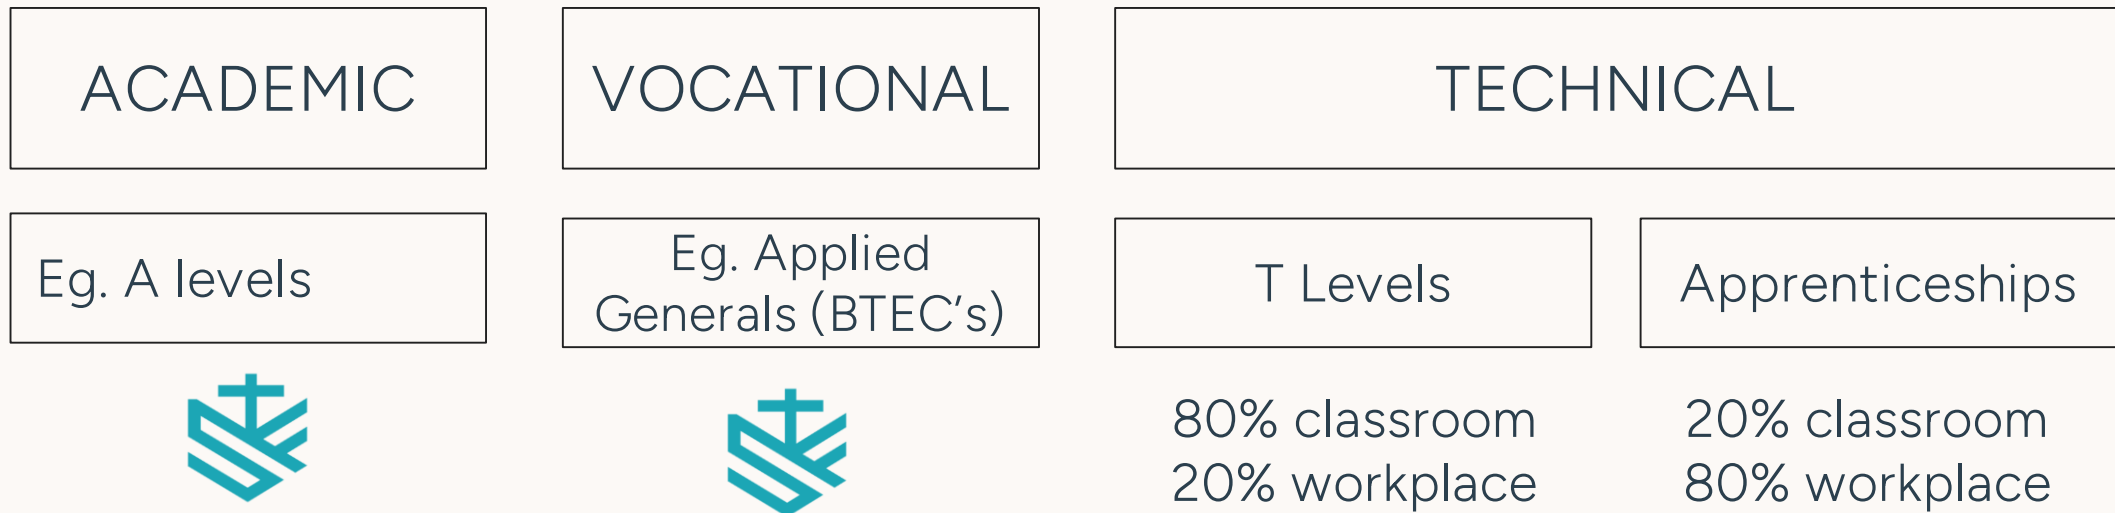 ACADEMIC
VOCATIONAL
TECHNICAL
Eg. A levels
Eg. Applied
Generals (BTEC’s)
T Levels
Apprenticeships
80% classroom
20% workplace
20% classroom
80% workplace